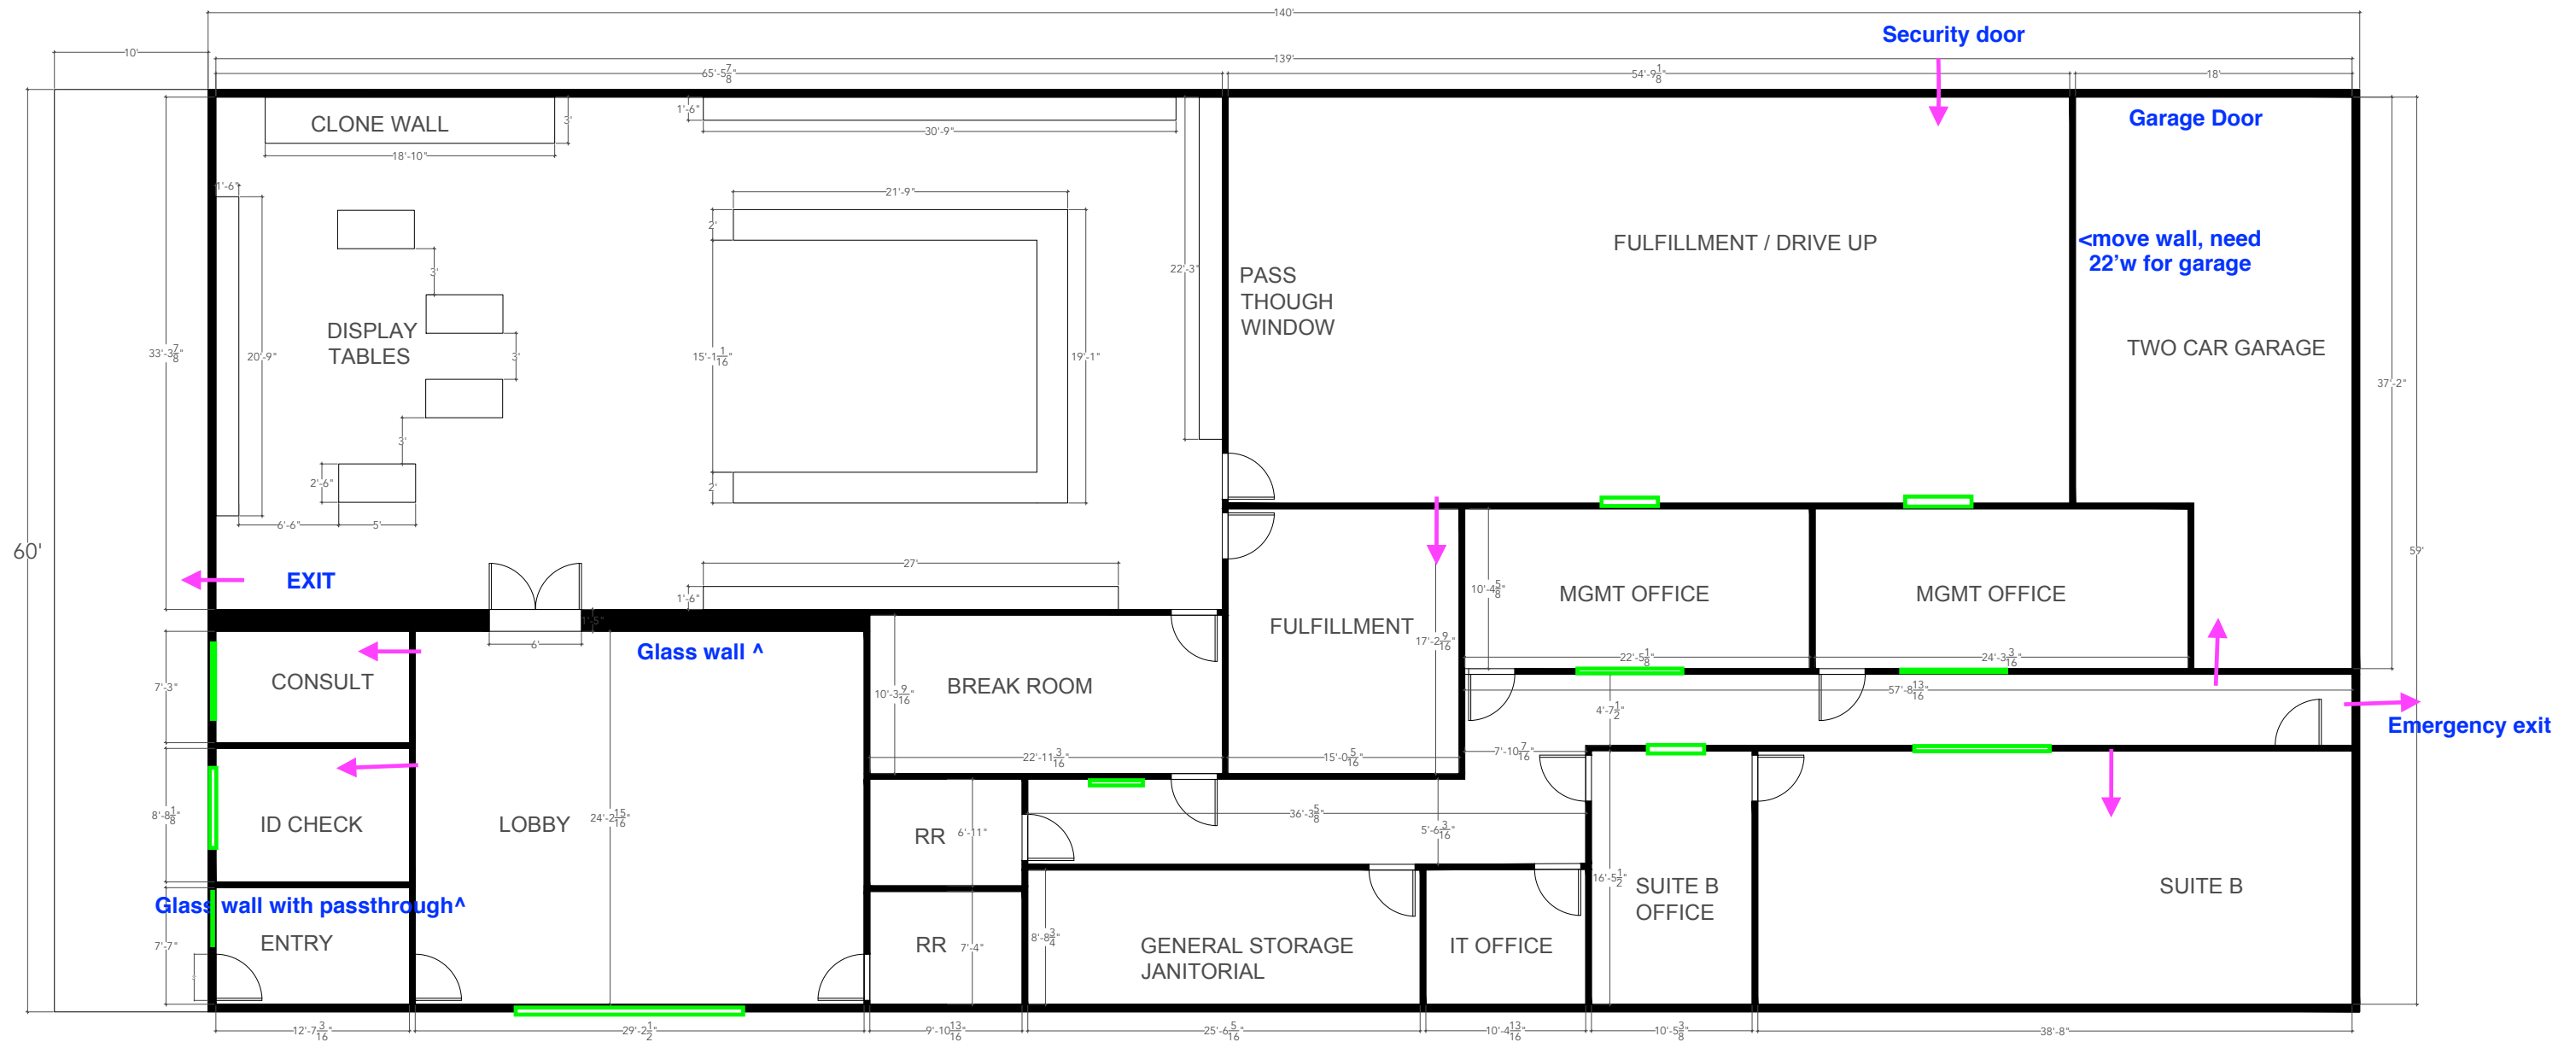 140'
Security door
10'
139'
65'-5 7/8"
54'-9 1/8"
18'
CLONE WALL
3'
1'-6"
30'-9"
18'-10"
Garage Door
1'-6"
21'-9"
2'
FULFILLMENT / DRIVE UP
<move wall, need
22'w for garage
22'-3"
PASS
THOUGH
WINDOW
3'
DISPLAY
TABLES
33'-3 7/8"
20'-9"
3'
15'-1 1/16"
19'-1"
TWO CAR GARAGE
37'-2"
3'
2'-6"
2'
6'-6"
5'
60'
59'
EXIT
27'
1'-6"
10'-4 5/8"
MGMT OFFICE
MGMT OFFICE
1'-5"
6'
Glass wall ^
FULFILLMENT
17'-2 9/16"
22'-5 1/8"
24'-3 3/16"
7'-3"
CONSULT
10'-3 9/16"
BREAK ROOM
57'-8 13/16"
4'-7 1/2"
Emergency exit
22'-11 3/16"
15'-0 5/16"
7'-10 7/16"
8'-8 1/8"
ID CHECK
LOBBY
24'-2 15/16"
RR
6'-11"
36'-3 5/8"
5'-6 3/16"
16'-5 1/2"
SUITE B
OFFICE
SUITE B
Glass wall with passthrough^
7'-7"
ENTRY
RR
7'-4"
8'-8 3/4"
GENERAL STORAGE
JANITORIAL
IT OFFICE
12'-7 3/16"
29'-2 1/2"
9'-10 13/16"
25'-6 5/16"
10'-4 13/16"
10'-5 3/8"
38'-8"